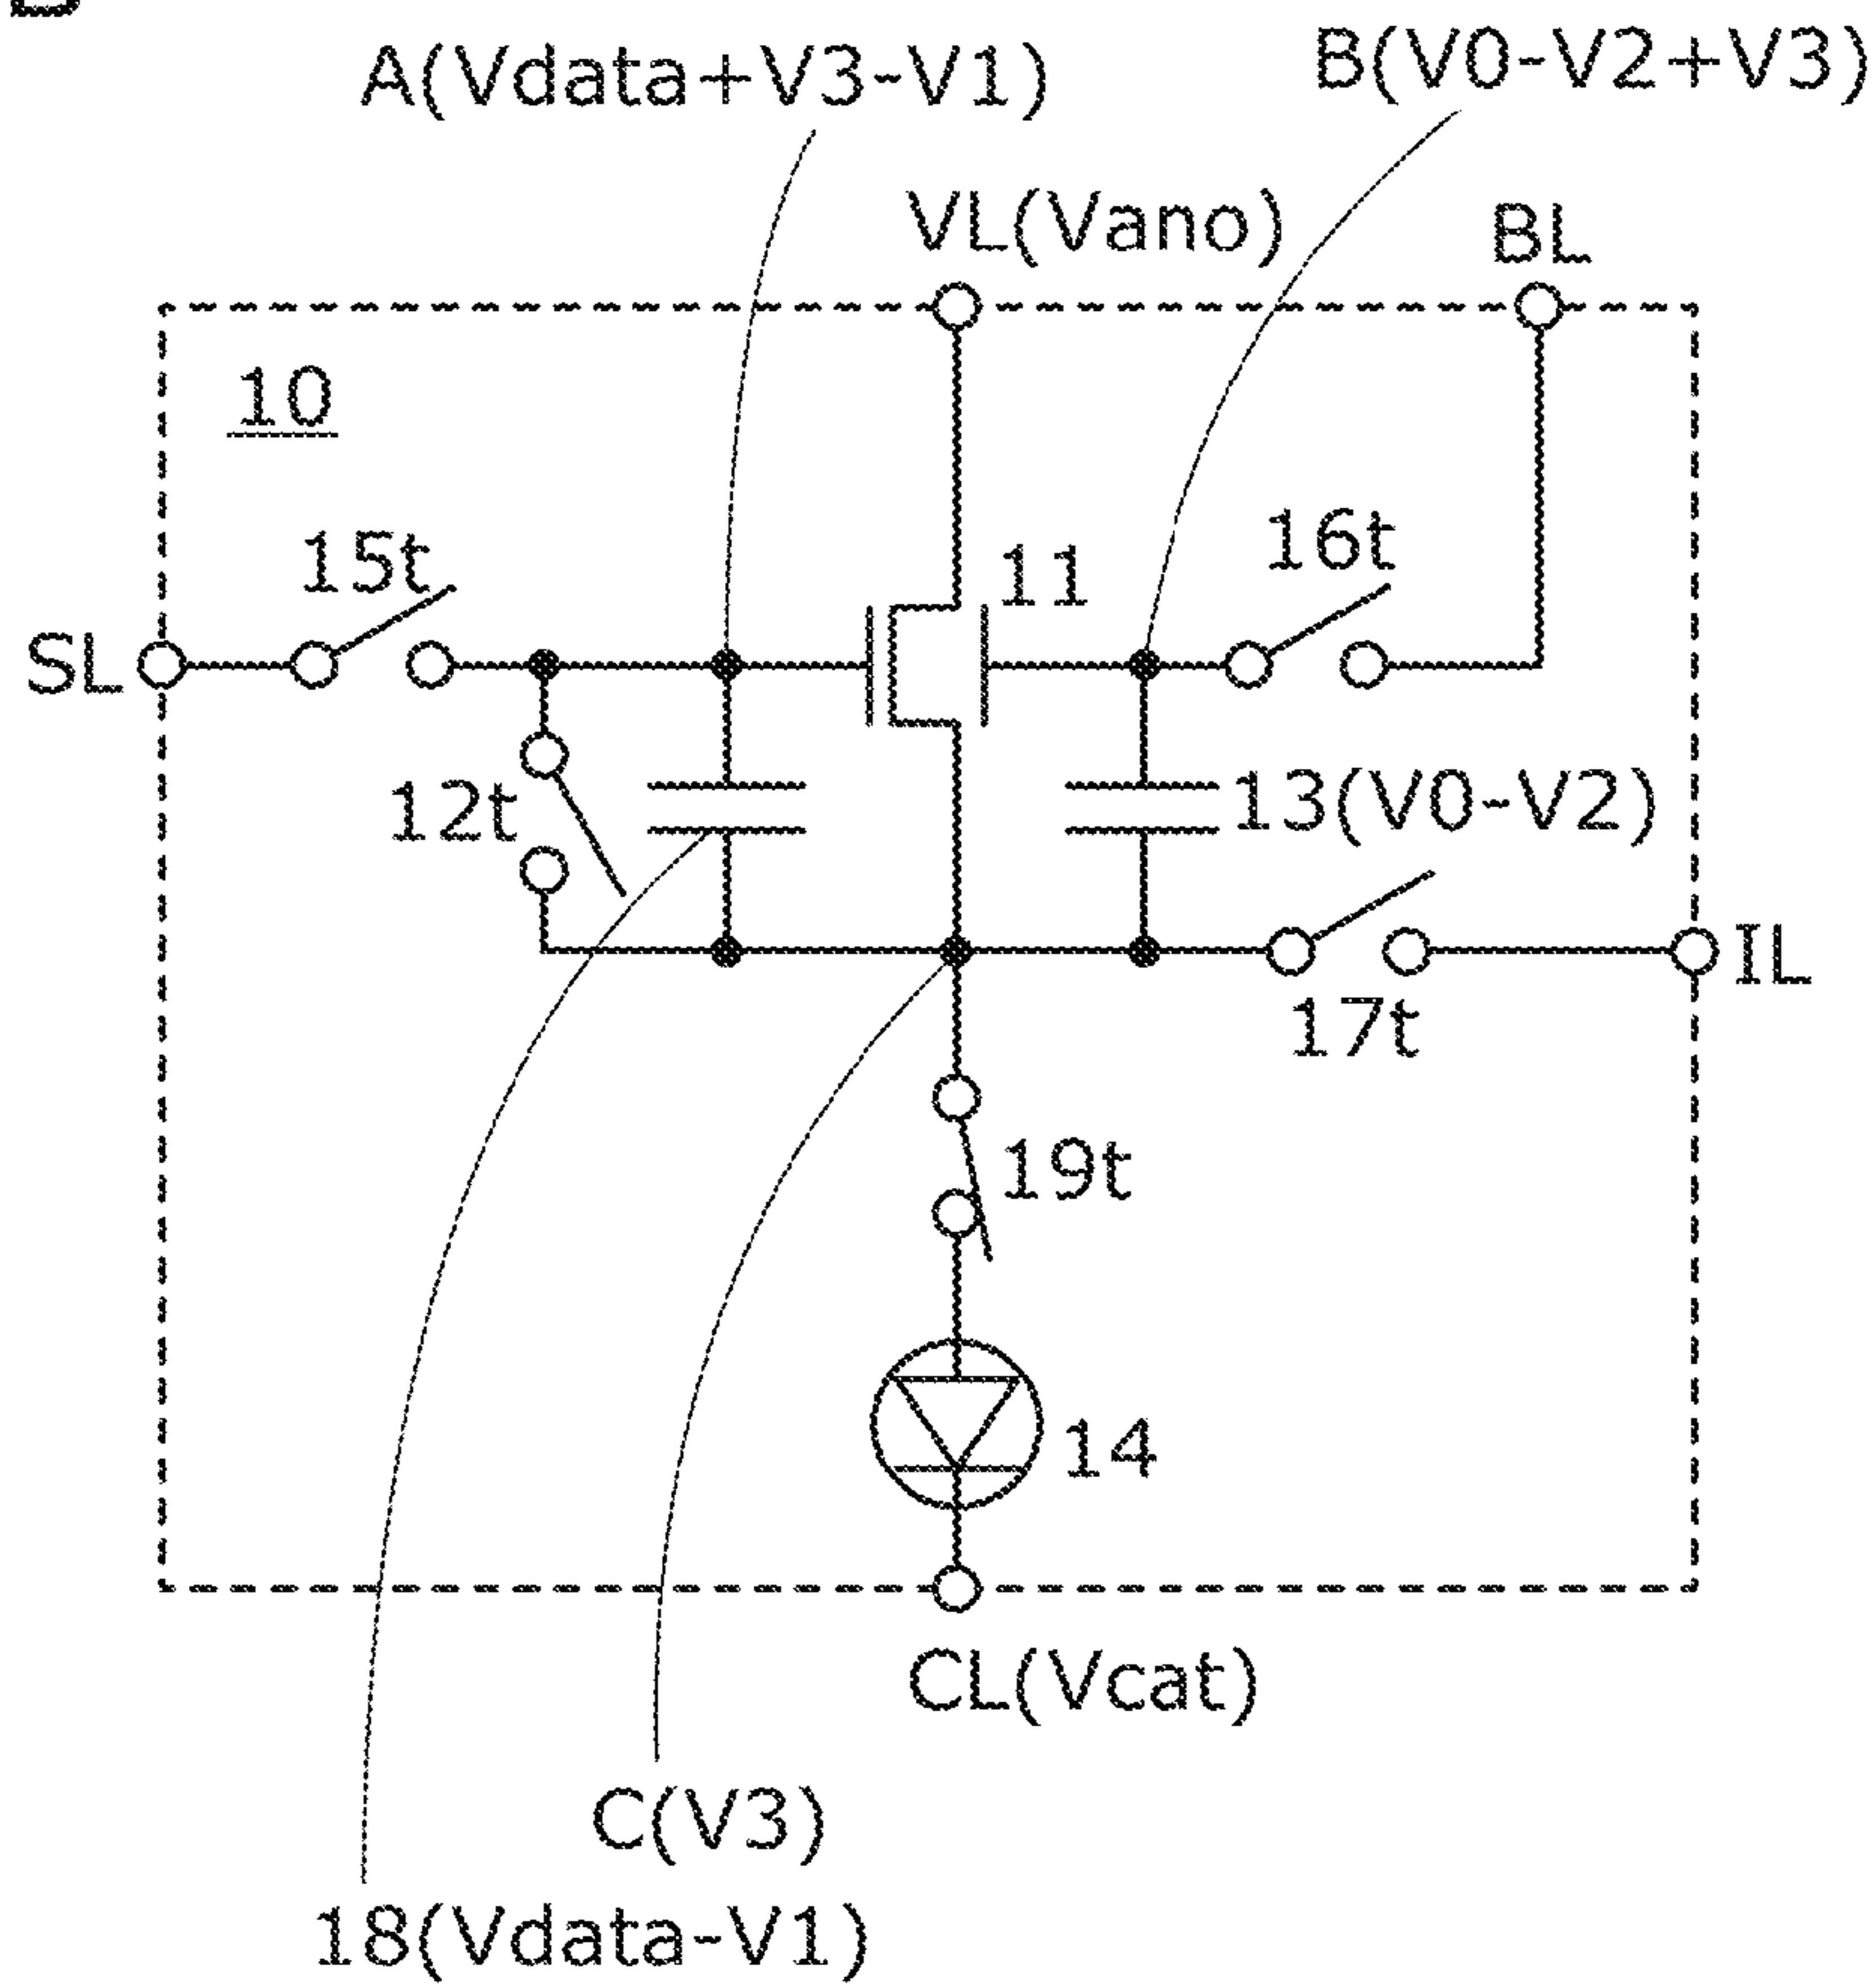 A(Vdata+V3-V1)
B(V0-V2+V3)
VL(Vano)
BL
10
15t
11
16t
SL
12t
13(V0-V2)
IL
17t
19t
14
CL(Vcat)
C(V3)
18(Vdata-V1)